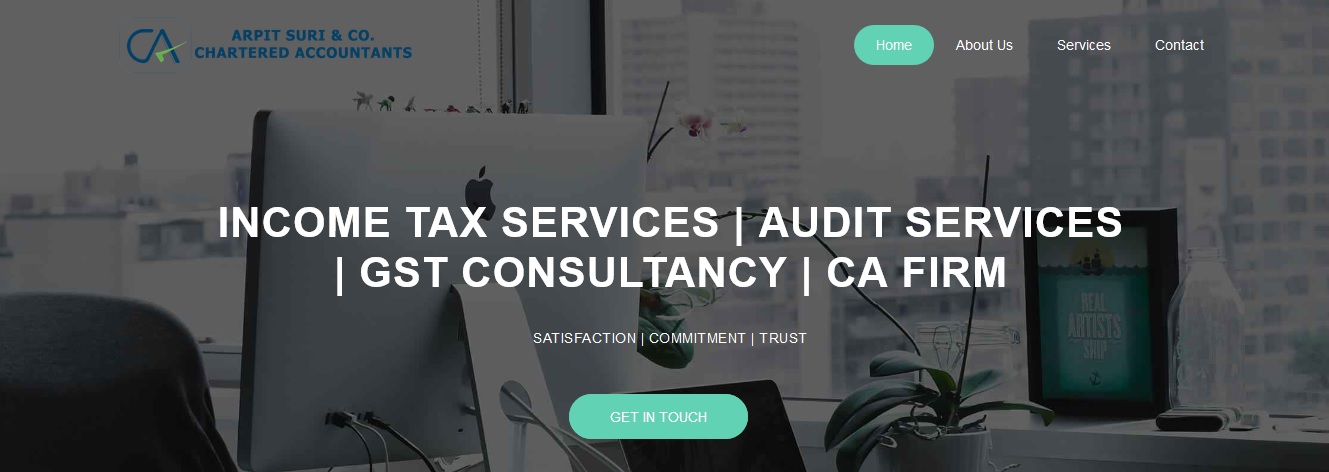 ARPIT SURI & CO.
CHARTERED ACCOUNTANTS
CA
Home
About Us
Services
Contact
INCOME TAX SERVICES | AUDIT SERVICES
| GST CONSULTANCY | CA FIRM
SATISFACTION | COMMITMENT | TRUST
REAL
ARTISTS
SHIP
GET IN TOUCH